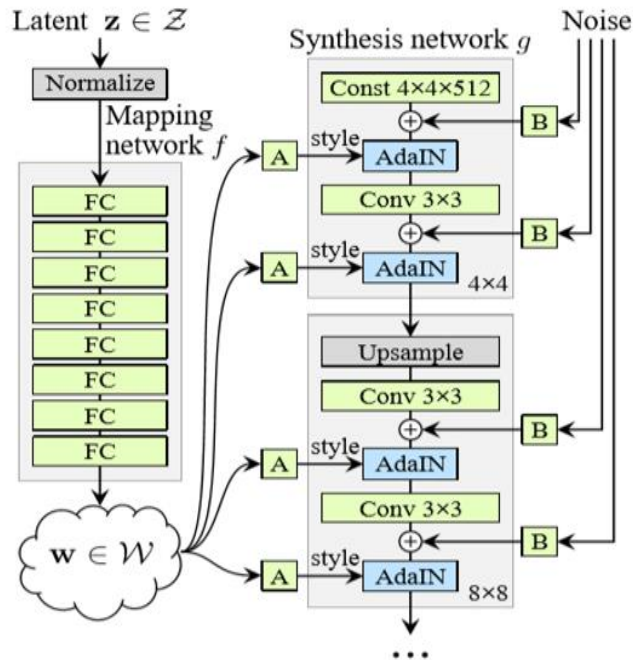 Latent z ∈ Z
Normalize
Mapping
network f
FC
FC
FC
FC
FC
FC
FC
FC
w ∈ W
Synthesis network g
Noise
Const 4×4×512
B
A
style
AdaIN
Conv 3×3
B
A
style
AdaIN
4×4
Upsample
Conv 3×3
B
A
style
AdaIN
Conv 3×3
B
A
style
AdaIN
8×8
...